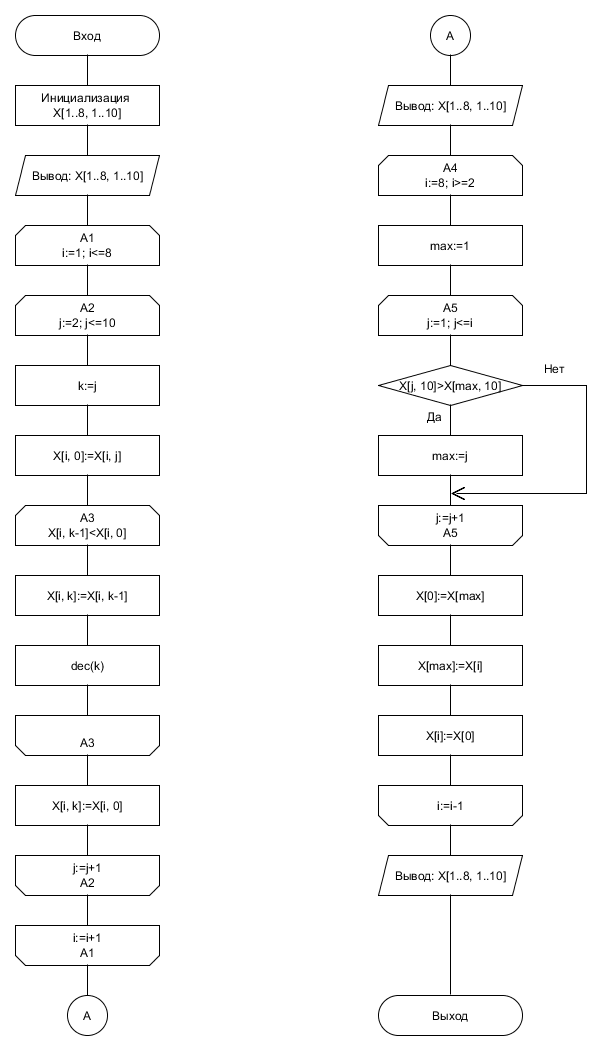 Вход
Инициализация
X[1..8, 1..10]
Вывод: X[1..8, 1..10]
A1
i:=1; i<=8
A2
j:=2; j<=10
k:=j
X[i, 0]:=X[i, j]
A3
X[i, k-1]<X[i, 0]
X[i, k]:=X[i, k-1]
dec(k)
A3
X[i, k]:=X[i, 0]
j:=j+1
A2
i:=i+1
A1
A
A
Вывод: X[1..8, 1..10]
A4
i:=8; i>=2
max:=1
A5
j:=1; j<=i
X[j, 10]>X[max, 10]
Нет
Да
max:=j
j:=j+1
A5
X[0]:=X[max]
X[max]:=X[i]
X[i]:=X[0]
i:=i-1
Вывод: X[1..8, 1..10]
Выход